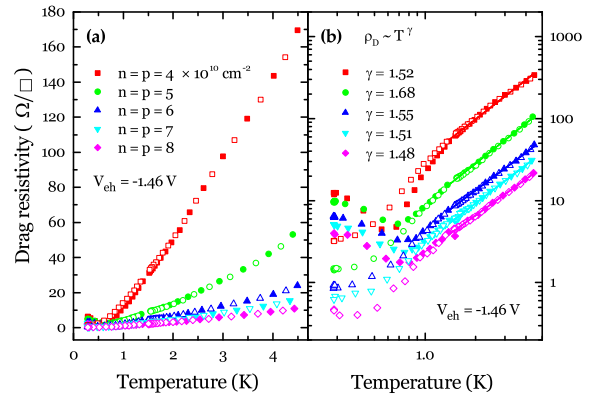 (a)
n = p = 4 × 10¹⁰ cm⁻²
n = p = 5
n = p = 6
n = p = 7
n = p = 8
V_eh = -1.46 V
Drag resistivity ( Ω/□ )
180
160
140
120
100
80
60
40
20
0
0 1 2 3 4 5
Temperature (K)
(b)
ρ_D ~ T^γ
γ = 1.52
γ = 1.68
γ = 1.55
γ = 1.51
γ = 1.48
V_eh = -1.46 V
1000
100
10
1
1.0
Temperature (K)